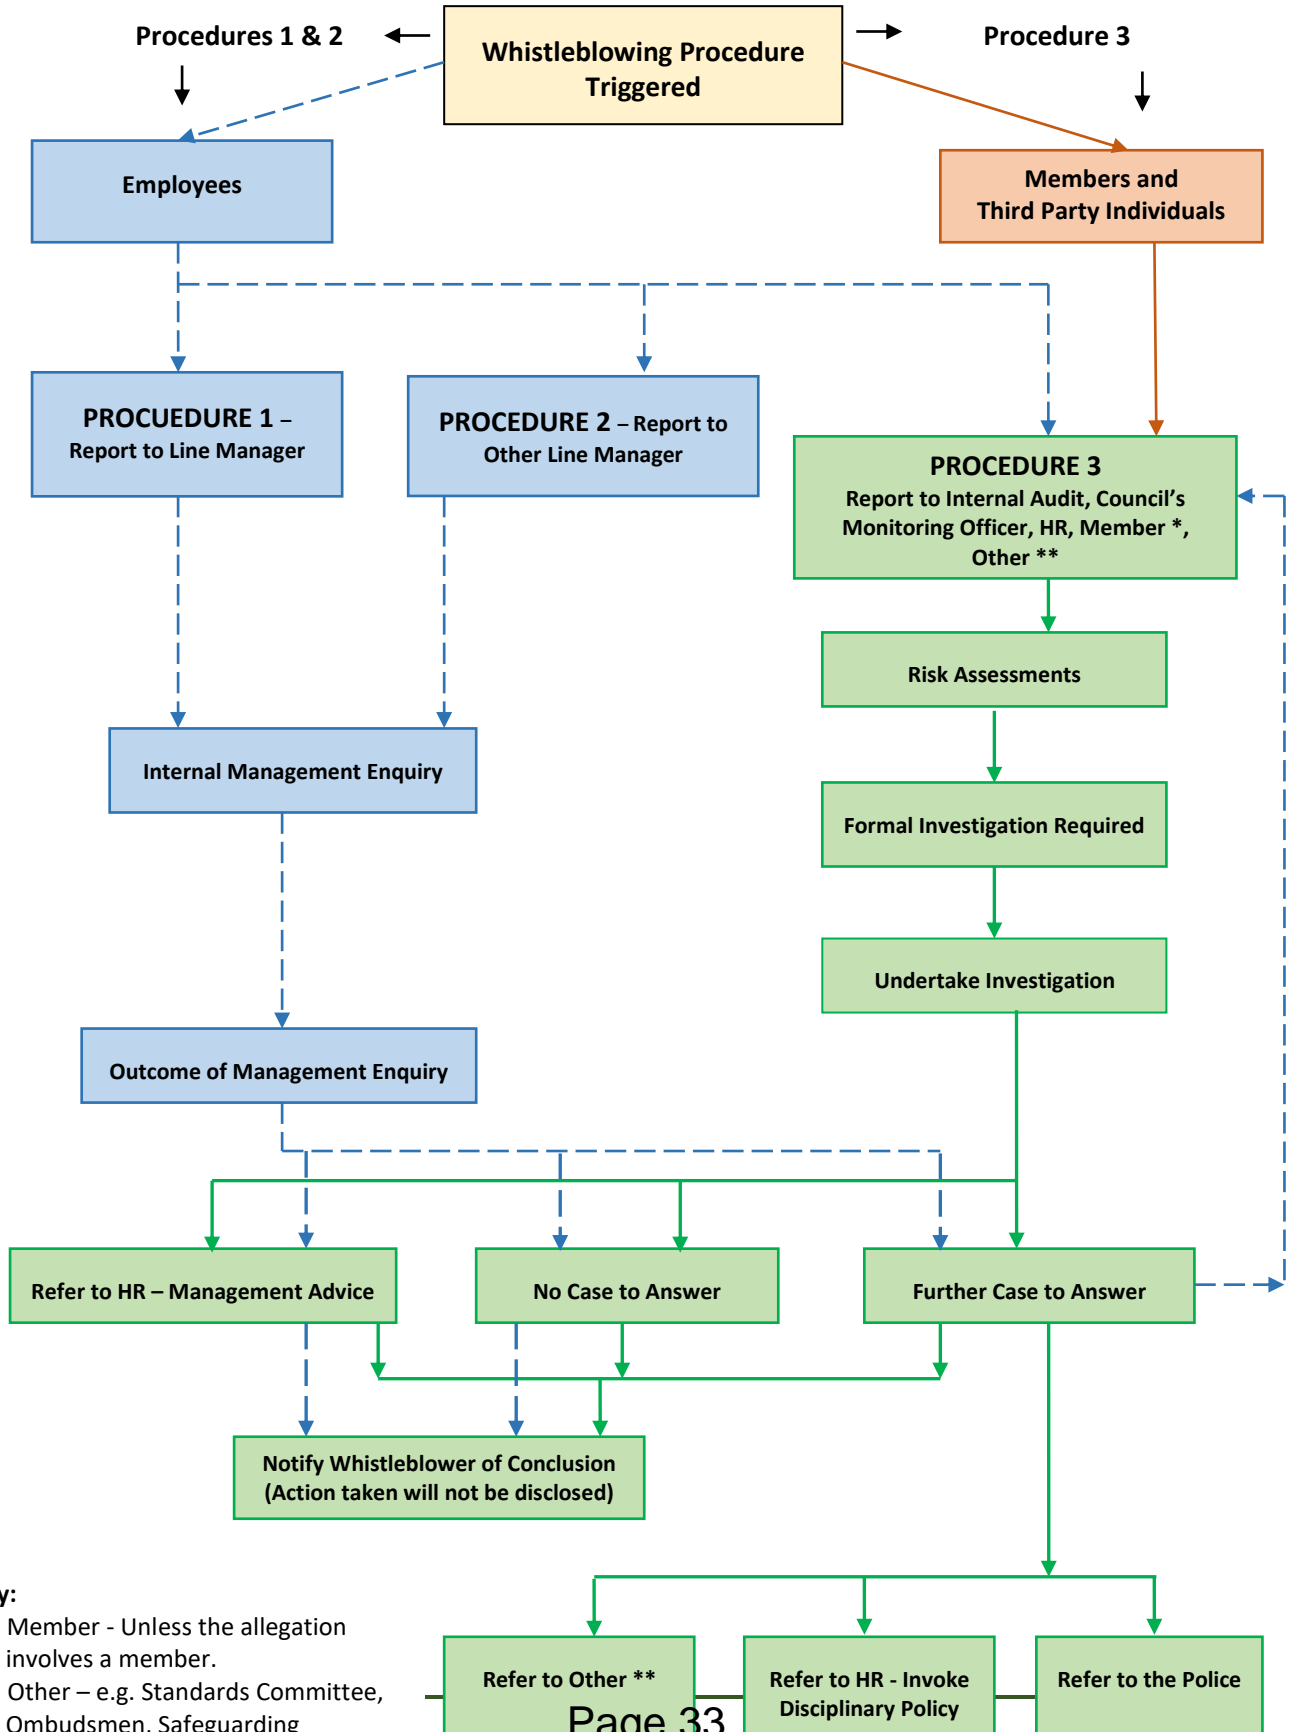 Procedures 1 & 2
Whistleblowing Procedure
Triggered
Procedure 3
Employees
Members and
Third Party Individuals
PROCUEDURE 1 –
Report to Line Manager
PROCEDURE 2 – Report to
Other Line Manager
PROCEDURE 3
Report to Internal Audit, Council’s
Monitoring Officer, HR, Member *,
Other **
Risk Assessments
Internal Management Enquiry
Formal Investigation Required
Undertake Investigation
Outcome of Management Enquiry
Refer to HR – Management Advice
No Case to Answer
Further Case to Answer
Notify Whistleblower of Conclusion
(Action taken will not be disclosed)
y:
Member - Unless the allegation
involves a member.
Other – e.g. Standards Committee,
Ombudsmen, Safeguarding
Refer to Other **
Refer to HR - Invoke
Disciplinary Policy
Refer to the Police
Page 33